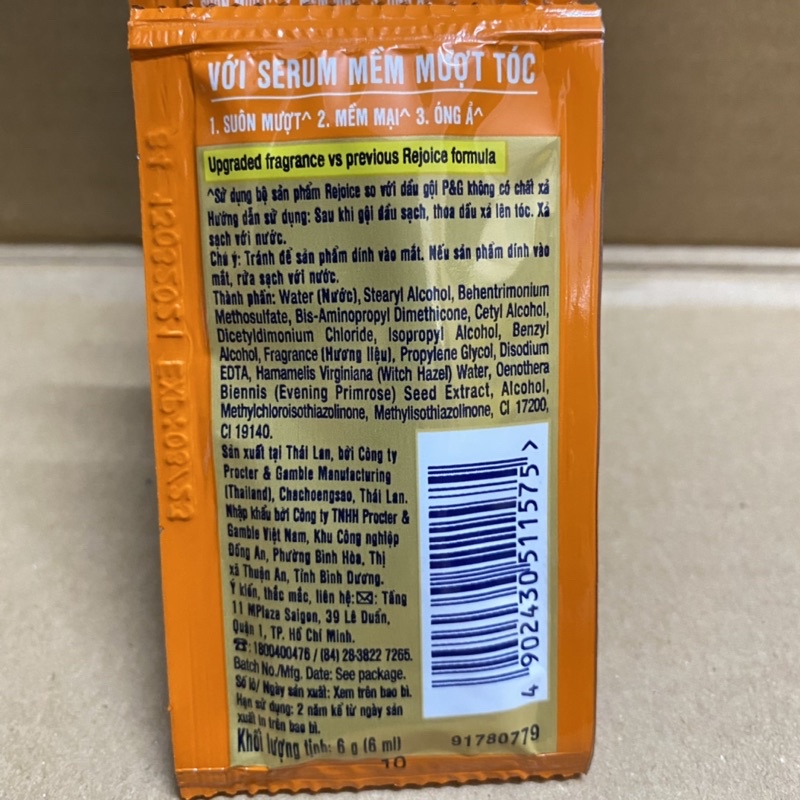 VỚI SERUM MỀM MƯỢT TÓC
1. SUÔN MƯỢT^ 2. MỀM MẠI^ 3. ÓNG Ả^
Upgraded fragrance vs previous Rejoice formula
^Sử dụng bộ sản phẩm Rejoice so với dầu gội P&G không có chất xả
Hướng dẫn sử dụng: Sau khi gội đầu sạch, thoa dầu xả lên tóc. Xả
sạch với nước.
Chú ý: Tránh để sản phẩm dính vào mắt. Nếu sản phẩm dính vào
mắt, rửa sạch với nước.
Thành phần: Water (Nước), Stearyl Alcohol, Behentrimonium
Methosulfate, Bis-Aminopropyl Dimethicone, Cetyl Alcohol,
Dicetyldimonium Chloride, Isopropyl Alcohol, Benzyl
Alcohol, Fragrance (Hương liệu), Propylene Glycol, Disodium
EDTA, Hamamelis Virginiana (Witch Hazel) Water, Oenothera
Biennis (Evening Primrose) Seed Extract, Alcohol,
Methylchloroisothiazolinone, Methylisothiazolinone, CI 17200,
CI 19140.
Sản xuất tại Thái Lan, bởi Công ty
Procter & Gamble Manufacturing
(Thailand), Chachoengsao, Thái Lan.
Nhập khẩu bởi Công ty TNHH Procter &
Gamble Việt Nam, Khu Công nghiệp
Đồng An, Phường Bình Hòa, Thị
xã Thuận An, Tỉnh Bình Dương.
Ý kiến, thắc mắc, liên hệ:✉: Tầng
11 MPlaza Saigon, 39 Lê Duẩn,
Quận 1, TP. Hồ Chí Minh.
☎: 1800400476 / (84) 28-3822 7265.
Batch No./Mfg. Date: See package.
Số lô/ Ngày sản xuất: Xem trên bao bì.
Hạn sử dụng: 2 năm kể từ ngày sản
xuất in trên bao bì.
Khối lượng tịnh: 6 g (6 ml)
91780779
4 902430 511575 >
10